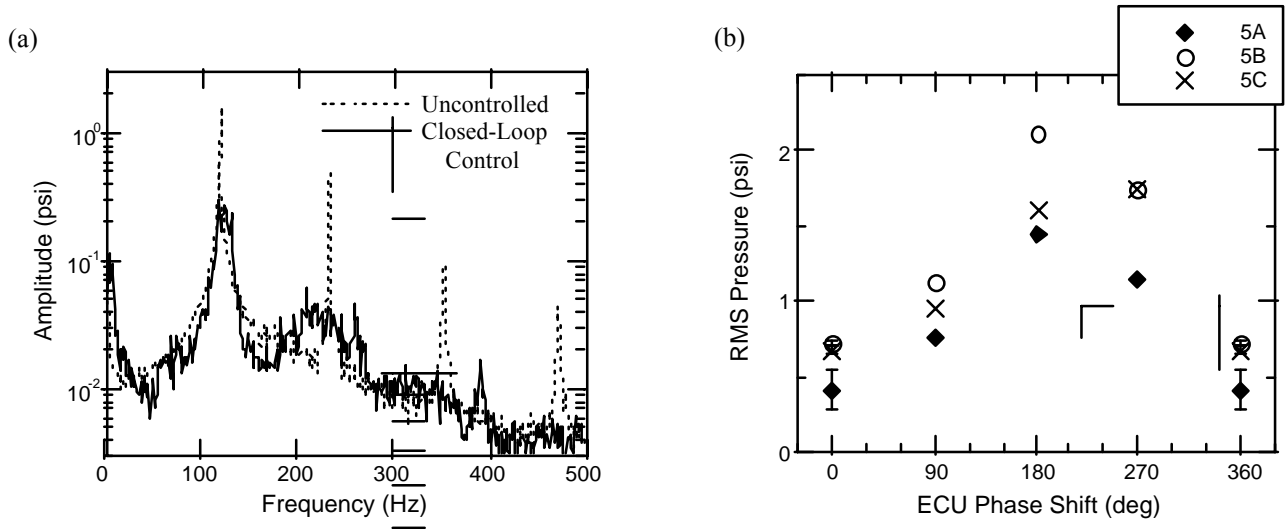 (a)
Uncontrolled
Closed-Loop
Control
10^0
10^-1
10^-2
Amplitude (psi)
0 100 200 300 400 500
Frequency (Hz)
(b)
5A
5B
5C
2
1
0
RMS Pressure (psi)
0 90 180 270 360
ECU Phase Shift (deg)